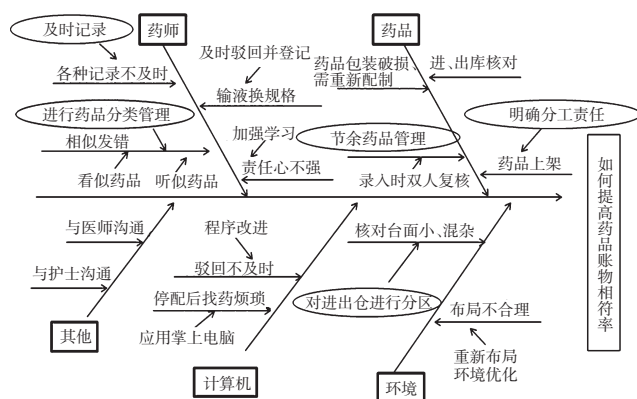 及时记录
药师
药品
各种记录不及时
及时驳回并登记
输液换规格
药品包装破损、
需重新配制
进、出库核对
进行药品分类管理
相似发错
看似药品
听似药品
加强学习
责任心不强
节余药品管理
录入时双人复核
明确分工责任
药品上架
如何提高药品账物相符率
与医师沟通
与护士沟通
其他
程序改进
驳回不及时
停配后找药烦琐
应用掌上电脑
计算机
核对台面小、混杂
对进出仓进行分区
布局不合理
重新布局
环境优化
环境